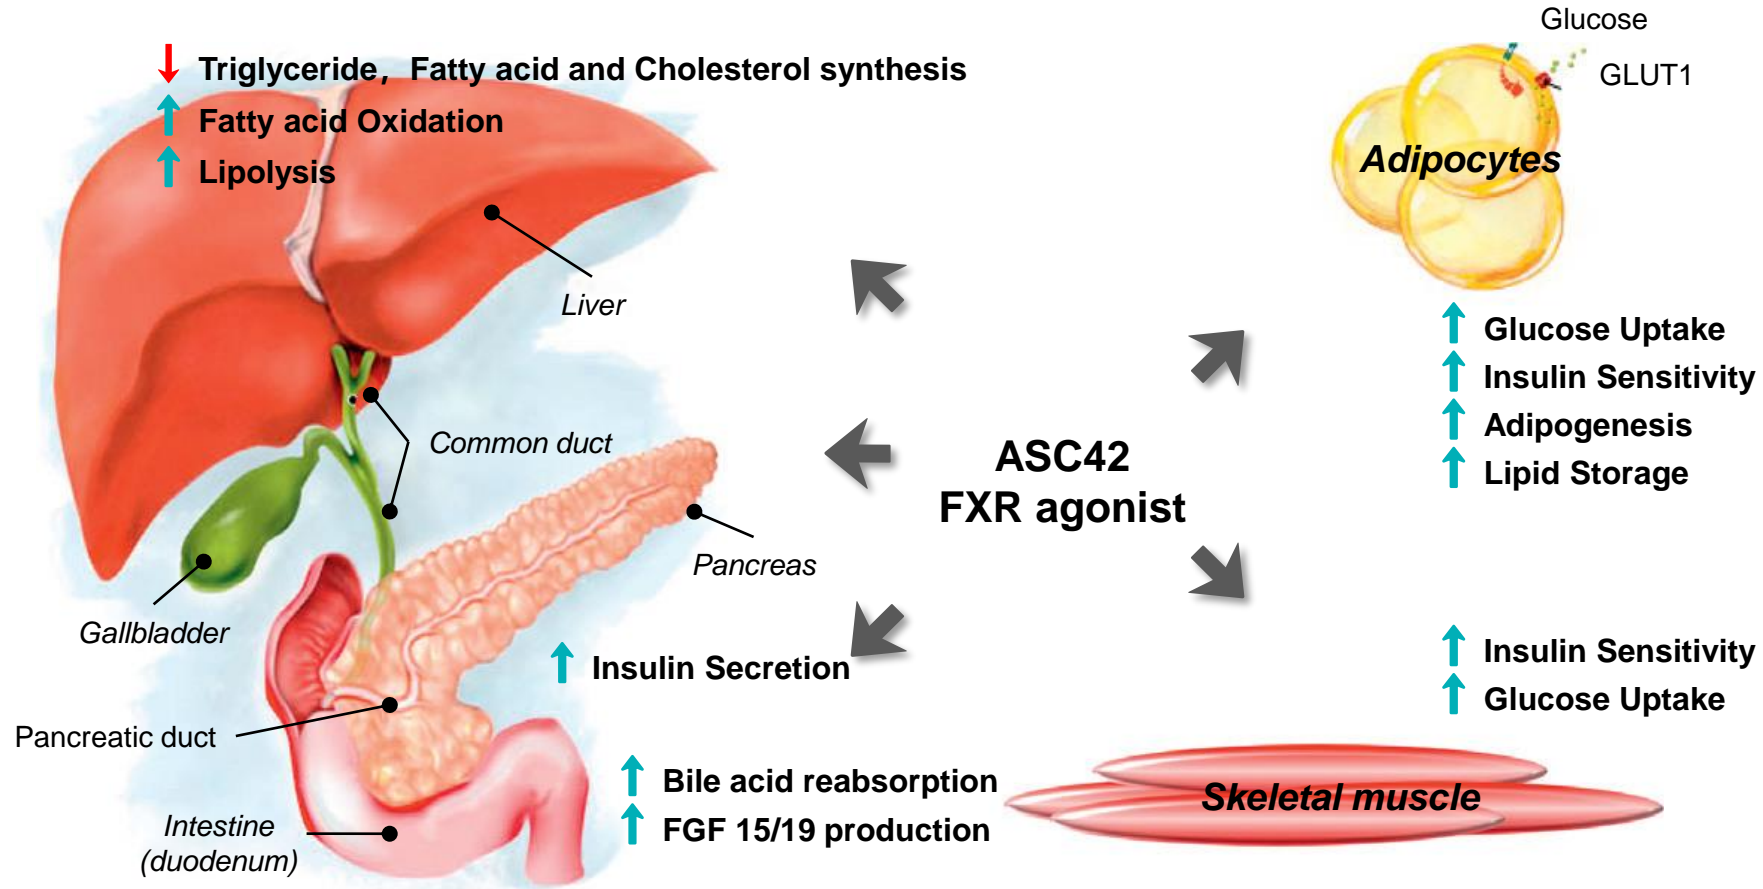 Triglyceride, Fatty acid and Cholesterol synthesis
Fatty acid Oxidation
Lipolysis
Liver
Common duct
Pancreas
Gallbladder
Insulin Secretion
Pancreatic duct
Bile acid reabsorption
FGF 15/19 production
Intestine
(duodenum)
ASC42
FXR agonist
Glucose
GLUT1
Adipocytes
Glucose Uptake
Insulin Sensitivity
Adipogenesis
Lipid Storage
Insulin Sensitivity
Glucose Uptake
Skeletal muscle